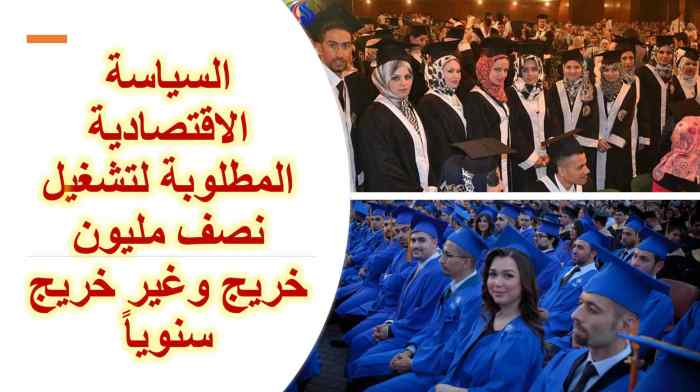 السياسة
الاقتصادية
المطلوبة لتشغيل
نصف مليون
خريج وغير خريج
سنوياً